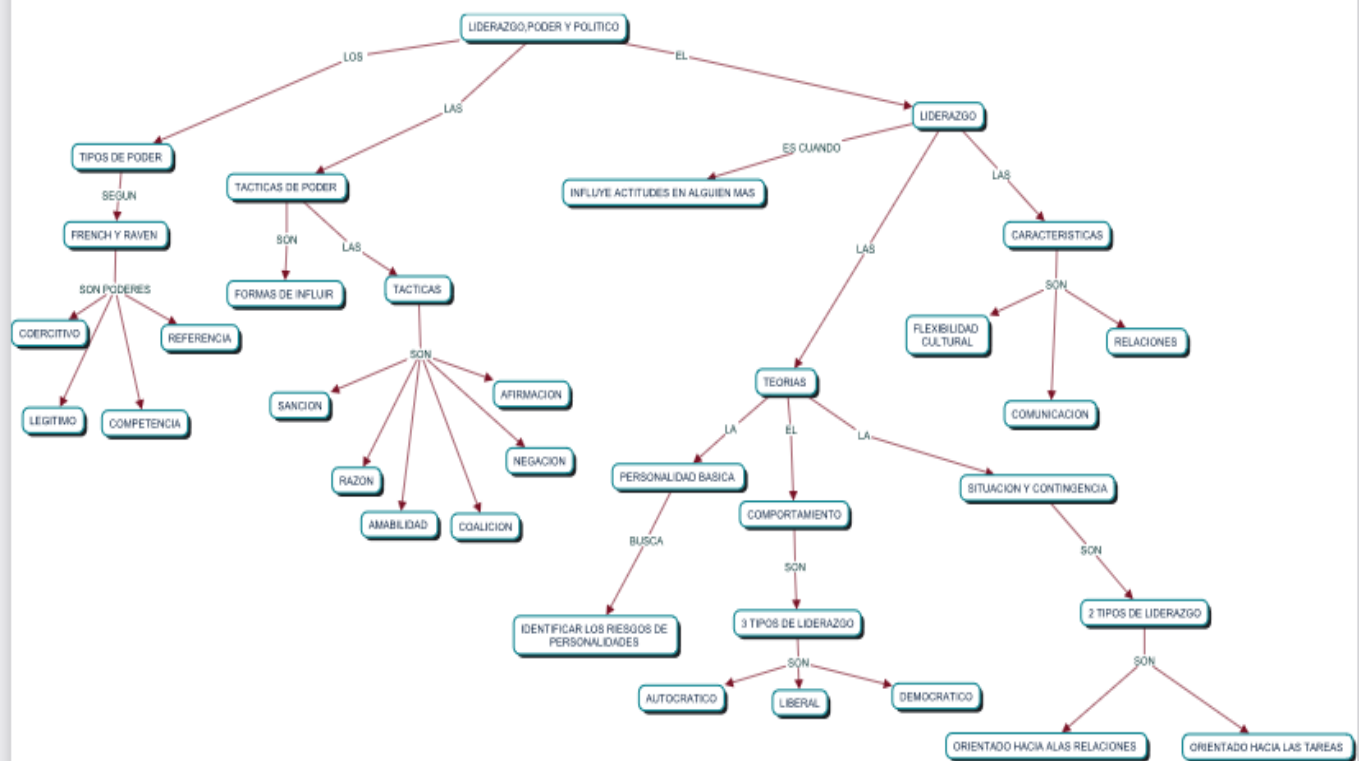 LIDERAZGO,PODER Y POLITICO
LOS
LAS
EL
TIPOS DE PODER
SEGUN
FRENCH Y RAVEN
SON PODERES
COERCITIVO
REFERENCIA
LEGITIMO
COMPETENCIA
TACTICAS DE PODER
SON
LAS
FORMAS DE INFLUIR
TACTICAS
SON
SANCION
AFIRMACION
RAZON
NEGACION
AMABILIDAD
COALICION
LIDERAZGO
ES CUANDO
INFLUYE ACTITUDES EN ALGUIEN MAS
LAS
LAS
CARACTERISTICAS
SON
FLEXIBILIDAD
CULTURAL
RELACIONES
COMUNICACION
TEORIAS
LA
EL
LA
PERSONALIDAD BASICA
BUSCA
IDENTIFICAR LOS RIESGOS DE
PERSONALIDADES
COMPORTAMIENTO
SON
3 TIPOS DE LIDERAZGO
SON
AUTOCRATICO
LIBERAL
DEMOCRATICO
SITUACION Y CONTINGENCIA
SON
2 TIPOS DE LIDERAZGO
SON
ORIENTADO HACIA ALAS RELACIONES
ORIENTADO HACIA LAS TAREAS